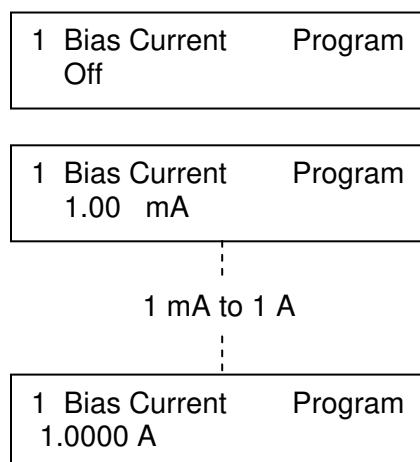 1 Bias Current Program
Off
1 Bias Current Program
1.00 mA
1 mA to 1 A
1 Bias Current Program
1.0000 A